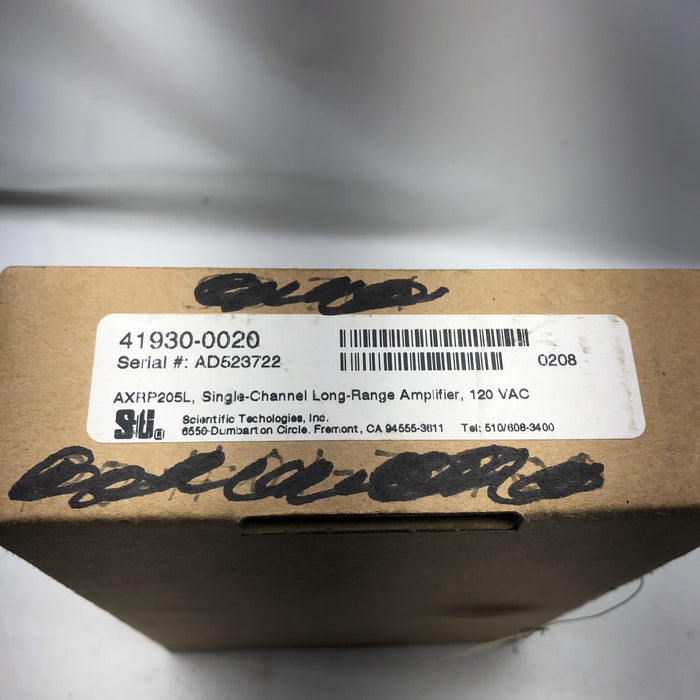 41930-0020
Serial #: AD523722
0208
AXRP205L, Single-Channel Long-Range Amplifier, 120 VAC
STI
Scientific Techologies, Inc.
6550 Dumbarton Circle, Fremont, CA 94555-3611 Tel: 510/608-3400